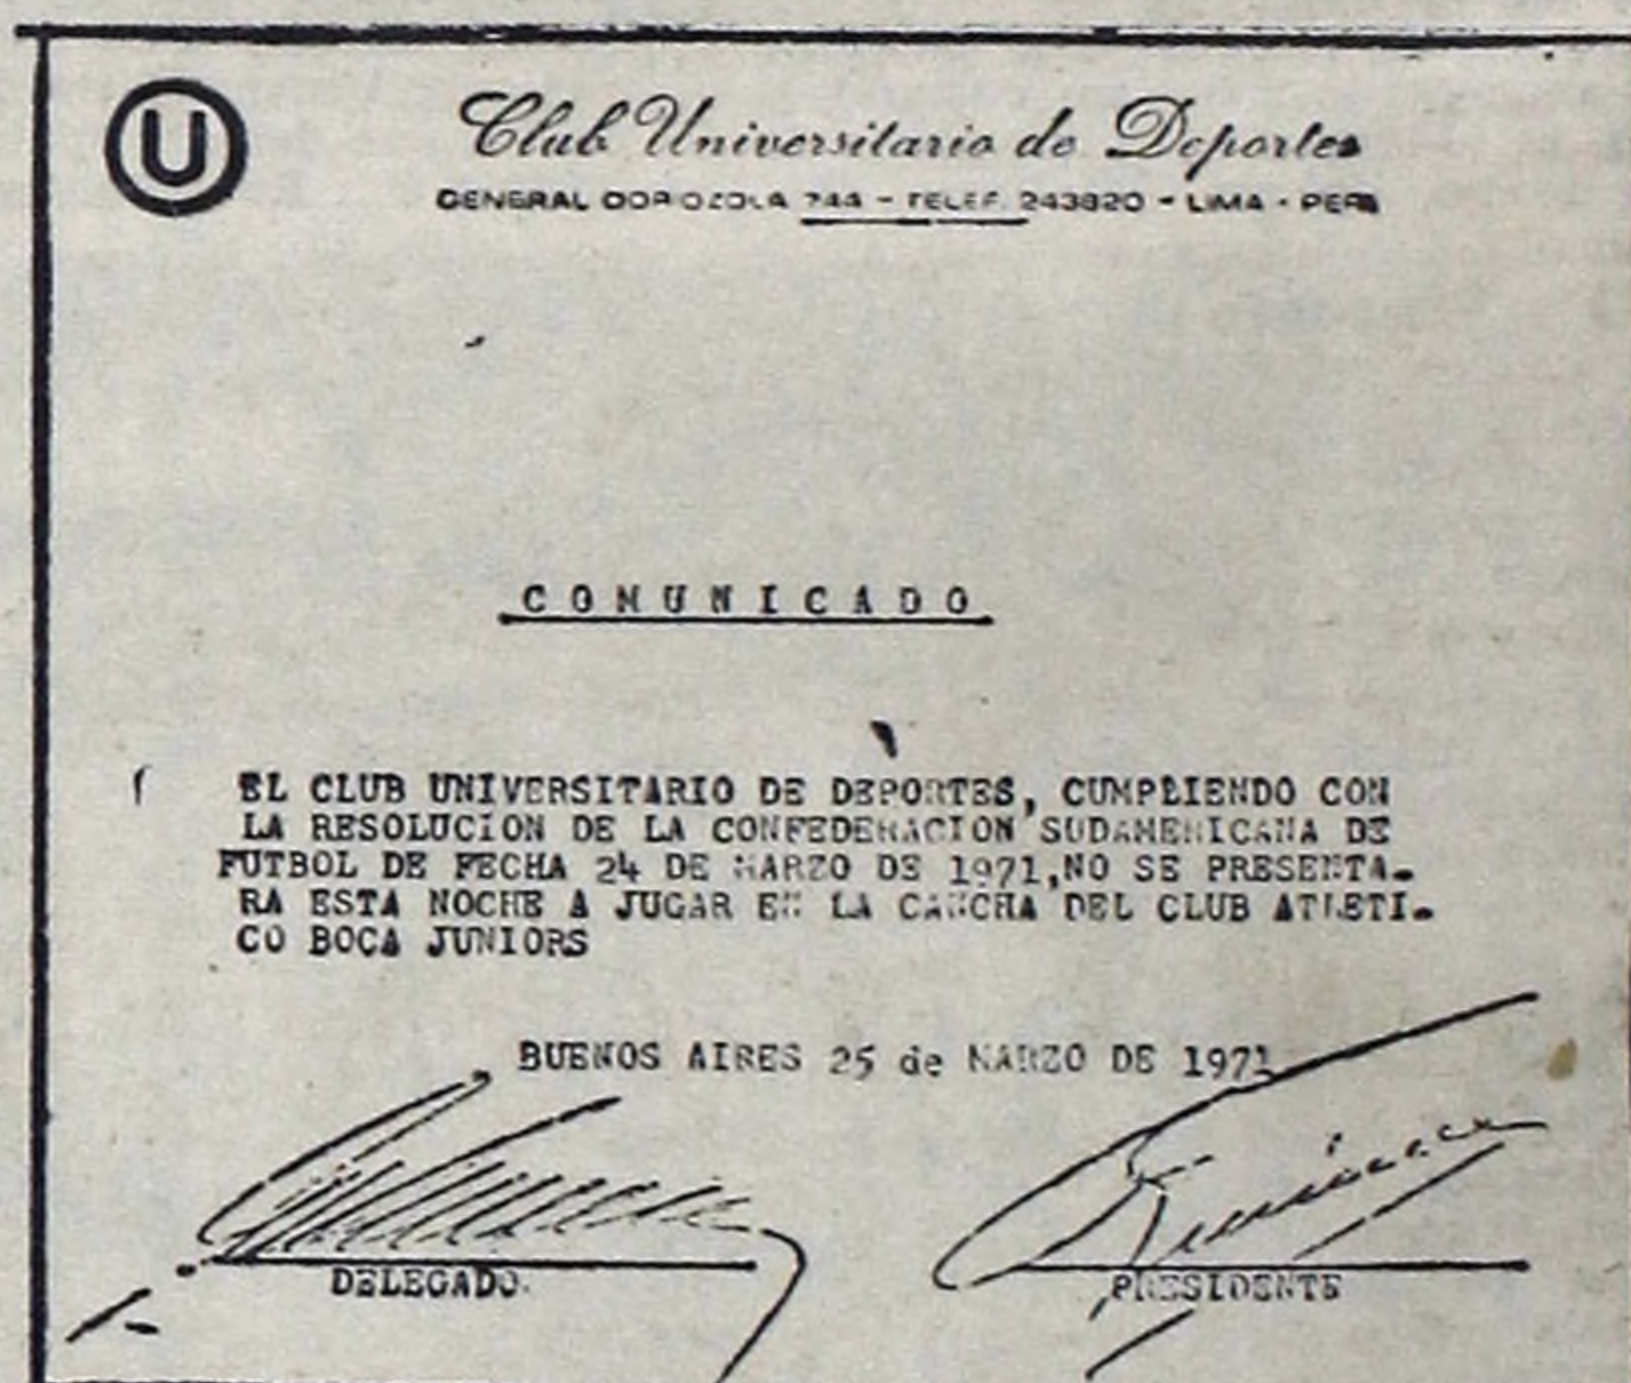 U
Club Universitario de Deportes
GENERAL 744 - TELEF. 243820 - LIMA - PERU
COMUNICADO
EL CLUB UNIVERSITARIO DE DEPORTES, CUMPLIENDO CON
LA RESOLUCION DE LA CONFEDERACION SUDAMERICANA DE
FUTBOL DE FECHA 24 DE MARZO DE 1971,NO SE PRESENTA-
RA ESTA NOCHE A JUGAR EN LA CANCHA DEL CLUB ATLETI-
CO BOCA JUNIORS
BUENOS AIRES 25 de MARZO DE 1971
DELEGADO.
PRESIDENTE